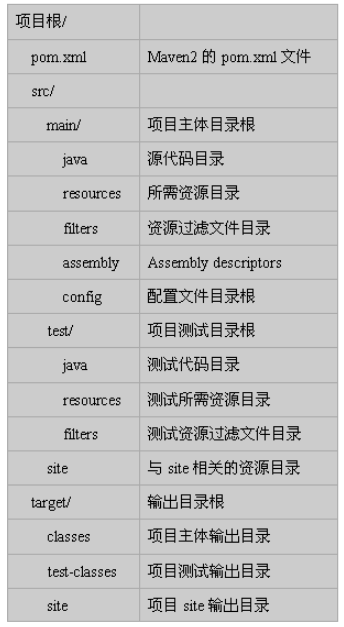 项目根/
pom.xml Maven2 的 pom.xml 文件
src/
main/ 项目主体目录根
java 源代码目录
resources 所需资源目录
filters 资源过滤文件目录
assembly Assembly descriptors
config 配置文件目录根
test/ 项目测试目录根
java 测试代码目录
resources 测试所需资源目录
filters 测试资源过滤文件目录
site 与 site 相关的资源目录
target/ 输出目录根
classes 项目主体输出目录
test-classes 项目测试输出目录
site 项目 site 输出目录